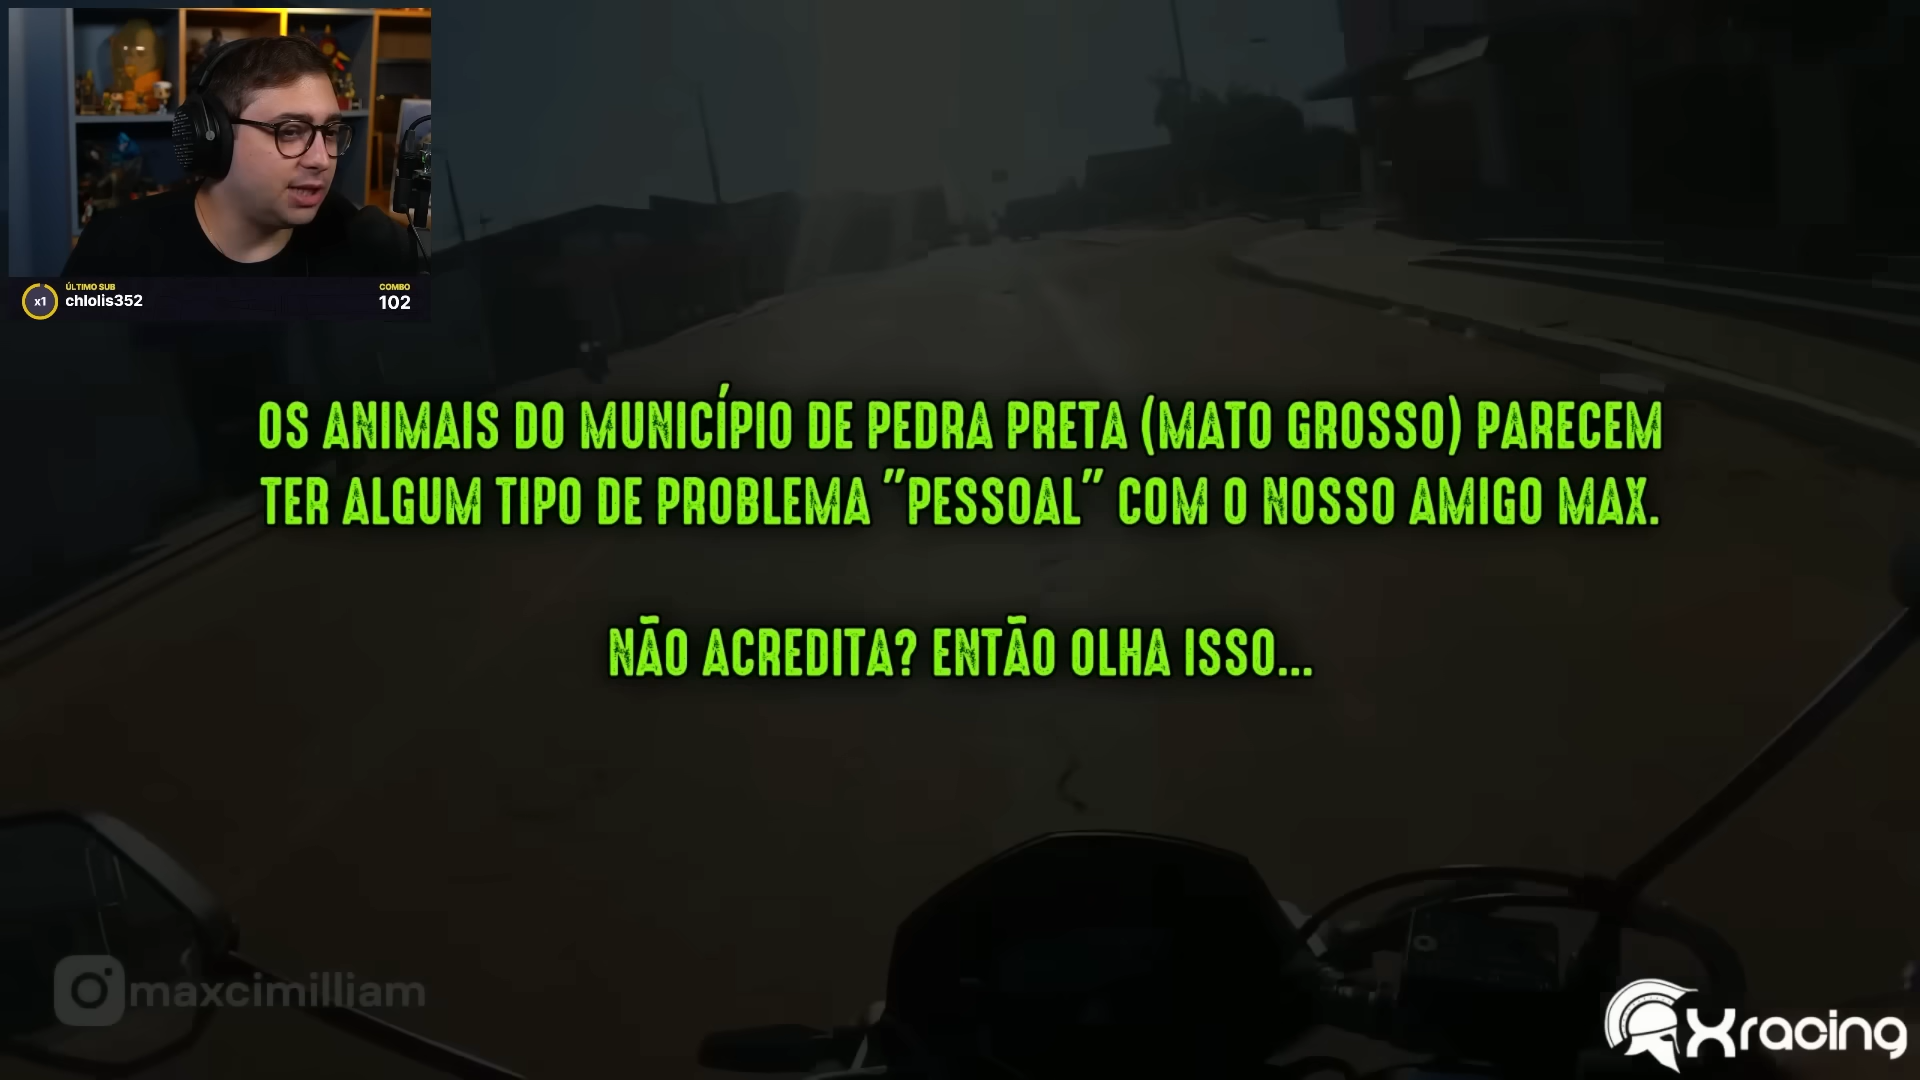 ÚLTIMO SUB
x1 chlolis352
COMBO
102
OS ANIMAIS DO MUNICÍPIO DE PEDRA PRETA (MATO GROSSO) PARECEM
TER ALGUM TIPO DE PROBLEMA "PESSOAL" COM O NOSSO AMIGO MAX.
NÃO ACREDITA? ENTÃO OLHA ISSO...
maxcimilliam
Xracing